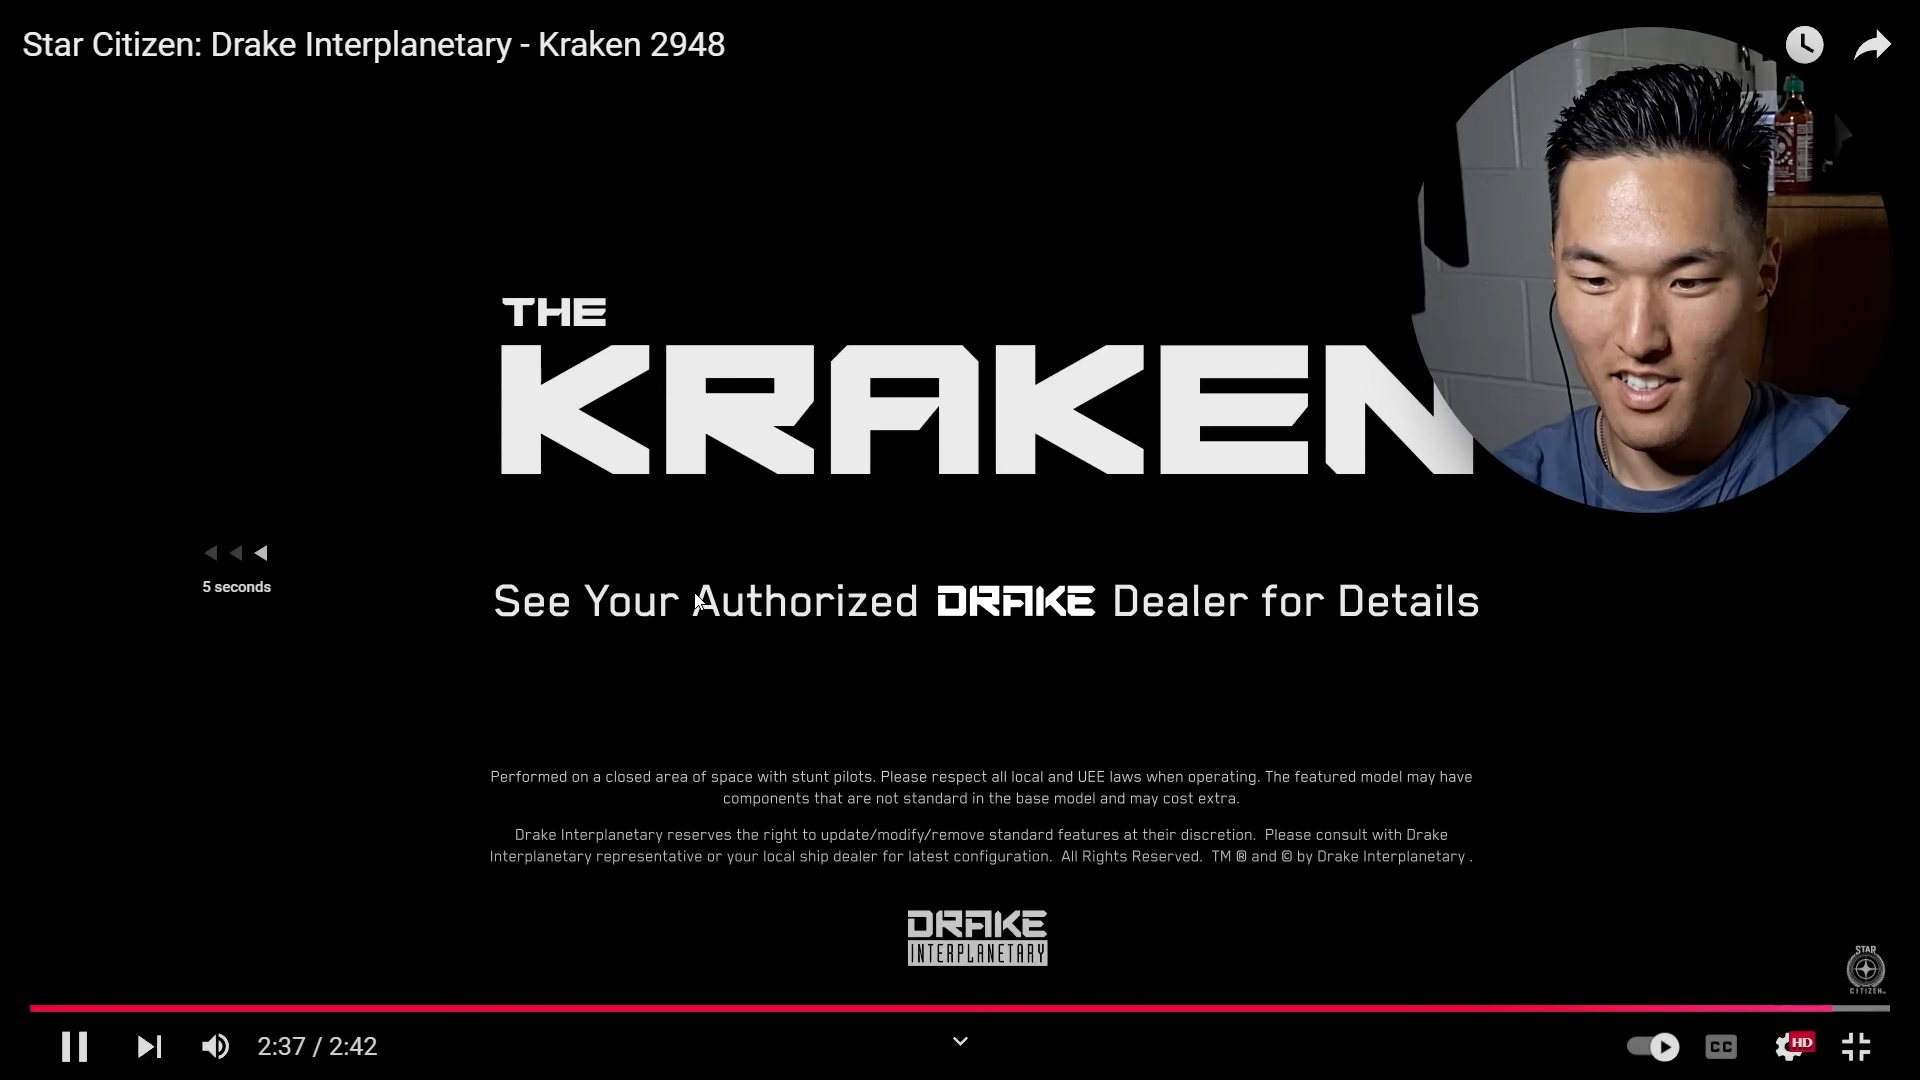 Star Citizen: Drake Interplanetary - Kraken 2948
THE
KRAKEN
5 seconds
See Your Authorized DRAKE Dealer for Details
Performed on a closed area of space with stunt pilots. Please respect all local and UEE laws when operating. The featured model may have
components that are not standard in the base model and may cost extra.
Drake Interplanetary reserves the right to update/modify/remove standard features at their discretion. Please consult with Drake
Interplanetary representative or your local ship dealer for latest configuration. All Rights Reserved. TM ® and © by Drake Interplanetary .
DRAKE
INTERPLANETARY
STAR
CITIZEN
2:37 / 2:42
CC
HD